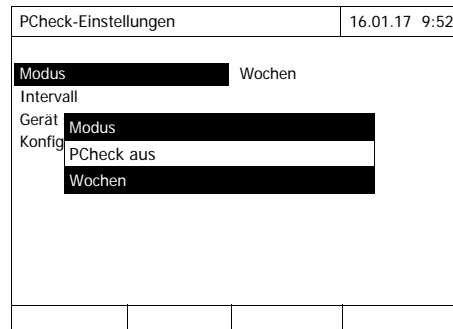 PCheck-Einstellungen 16.01.17 9:52
Modus Wochen
Intervall
Gerät
Konfig
Modus
PCheck aus
Wochen